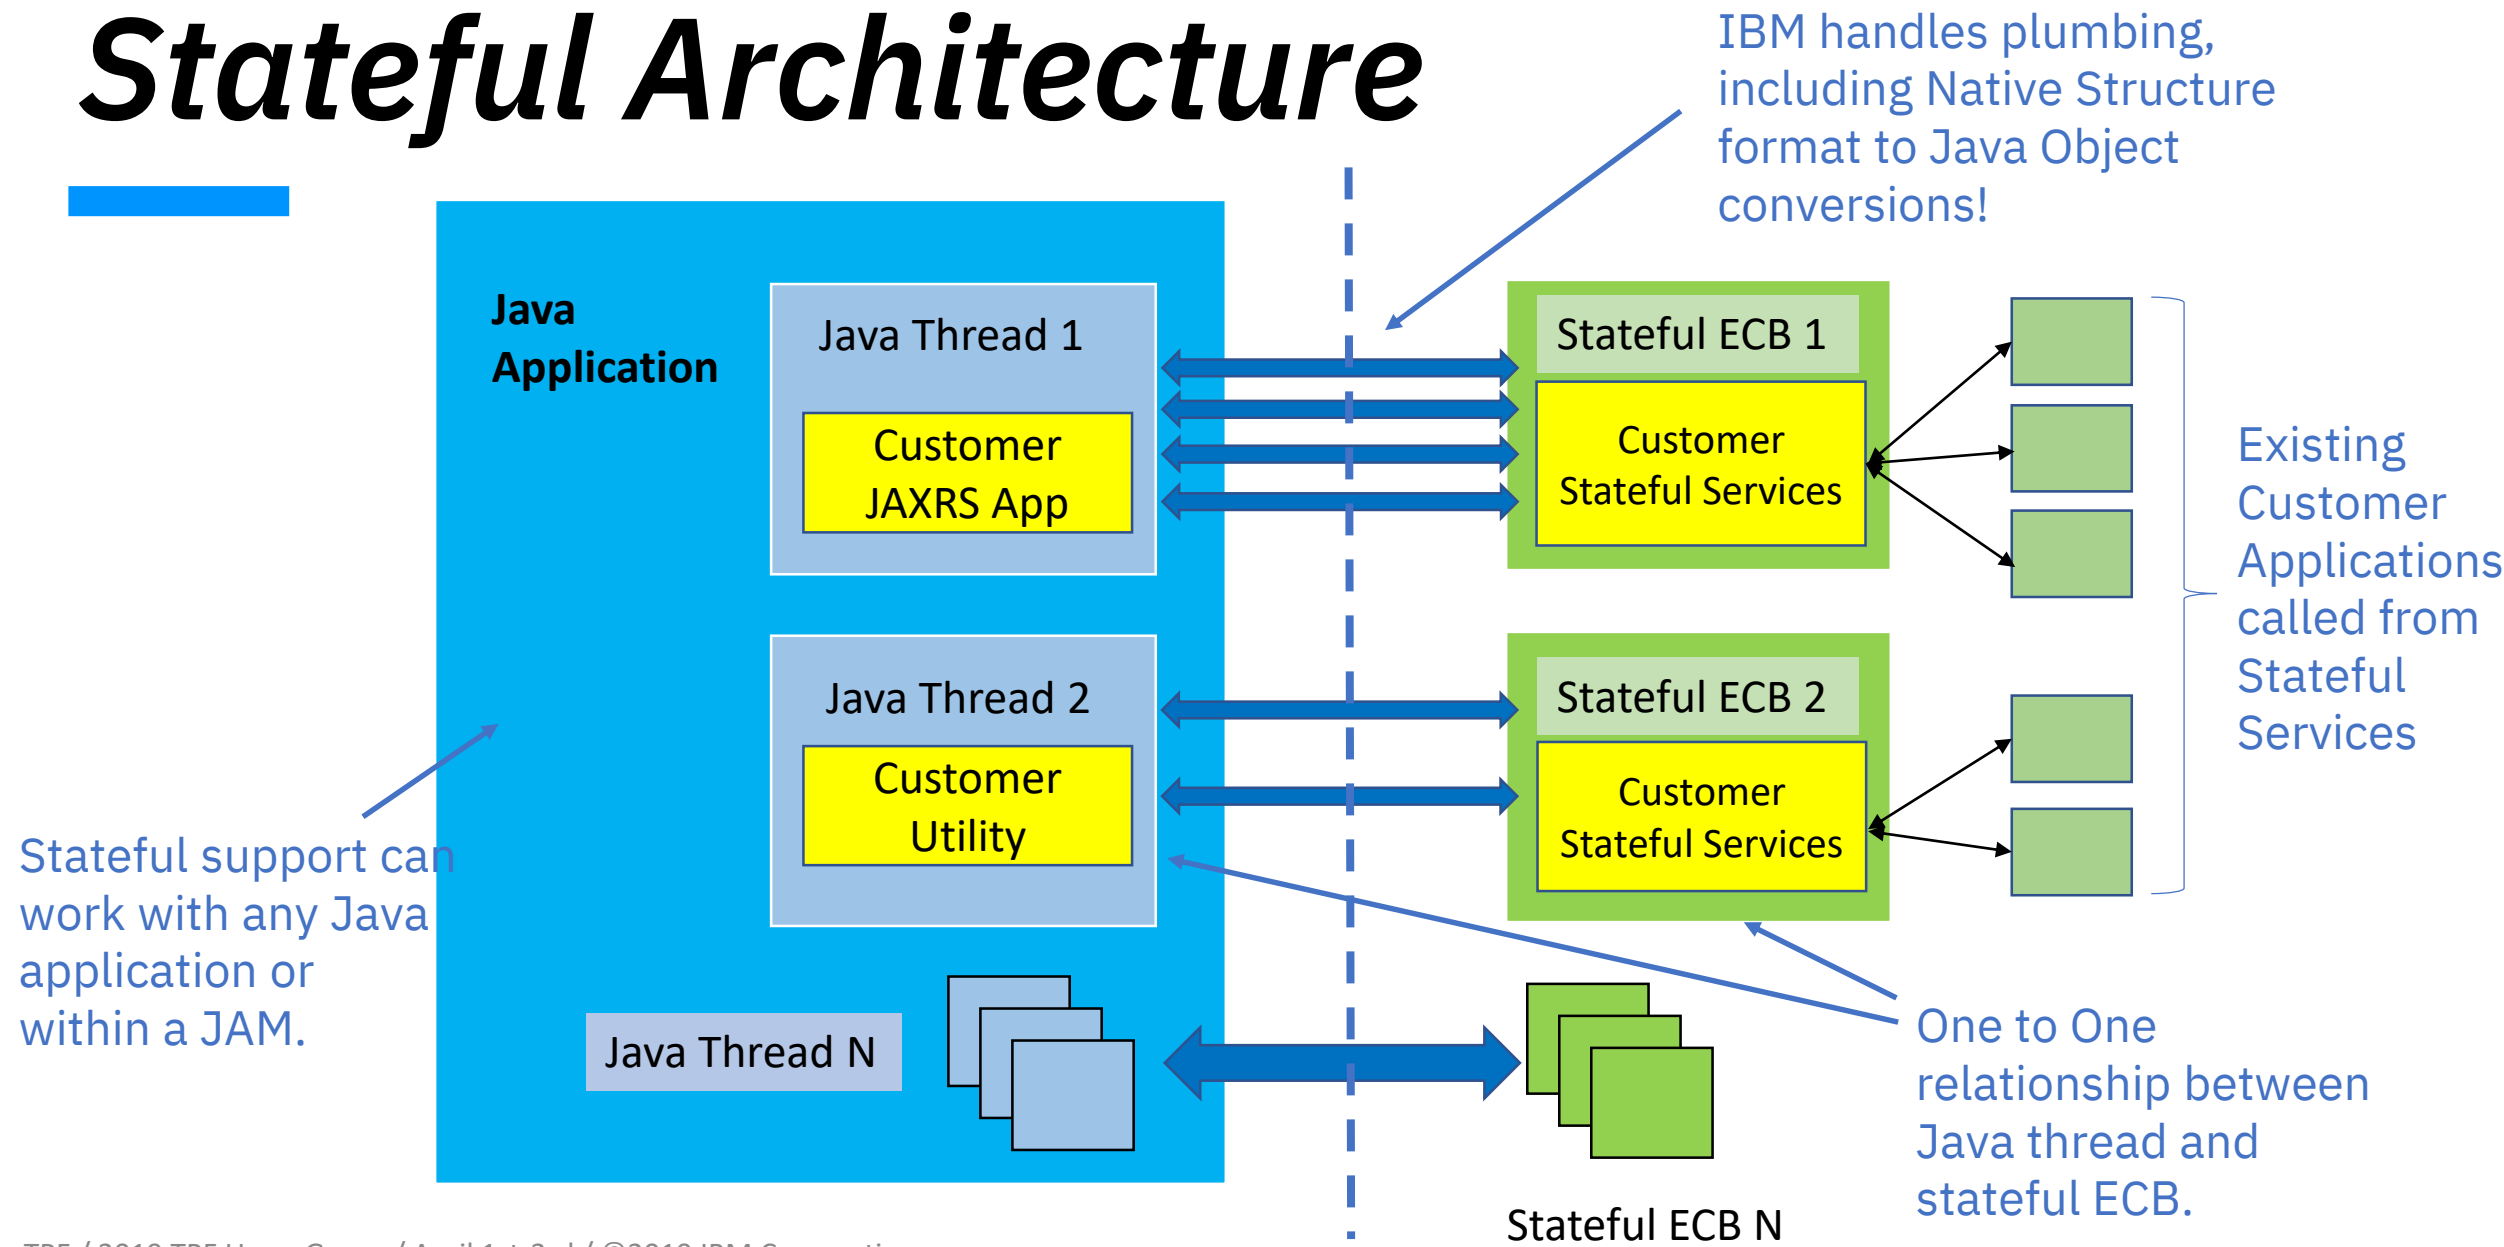 Stateful Architecture
IBM handles plumbing,
including Native Structure
format to Java Object
conversions!
Java
Application
Java Thread 1
Customer
JAXRS App
Stateful ECB 1
Customer
Stateful Services
Existing
Customer
Applications
called from
Stateful
Services
Java Thread 2
Customer
Utility
Stateful ECB 2
Customer
Stateful Services
Stateful support can
work with any Java
application or
within a JAM.
Java Thread N
One to One
relationship between
Java thread and
stateful ECB.
Stateful ECB N